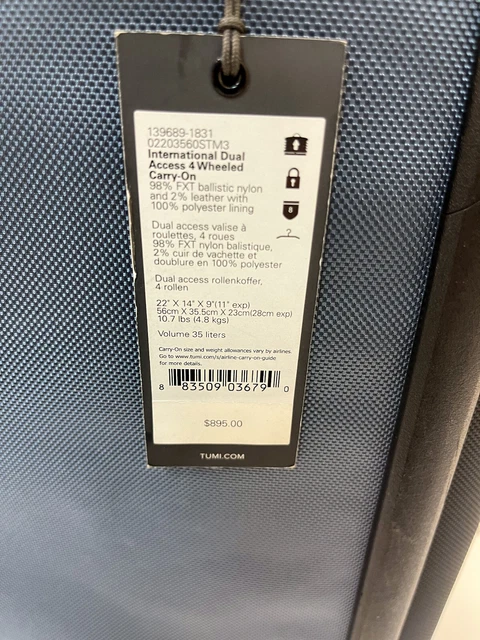 139689-1831
02203560STM3
International Dual
Access 4 Wheeled
Carry-On
98% FXT ballistic nylon
and 2% leather with
100% polyester lining
8
Dual access valise à
roulettes, 4 roues
98% FXT nylon balistique,
2% cuir de vachette et
doublure en 100% polyester
Dual access rollenkoffer,
4 rollen
22" X 14" X 9"(11" exp)
56cm X 35.5cm X 23cm(28cm exp)
10.7 lbs (4.8 kgs)
Volume 35 liters
Carry-On size and weight allowances vary by airlines.
Go to www.tumi.com/s/airline-carry-on-guide
for more details.
8 83509 03679 0
$895.00
TUMI.COM